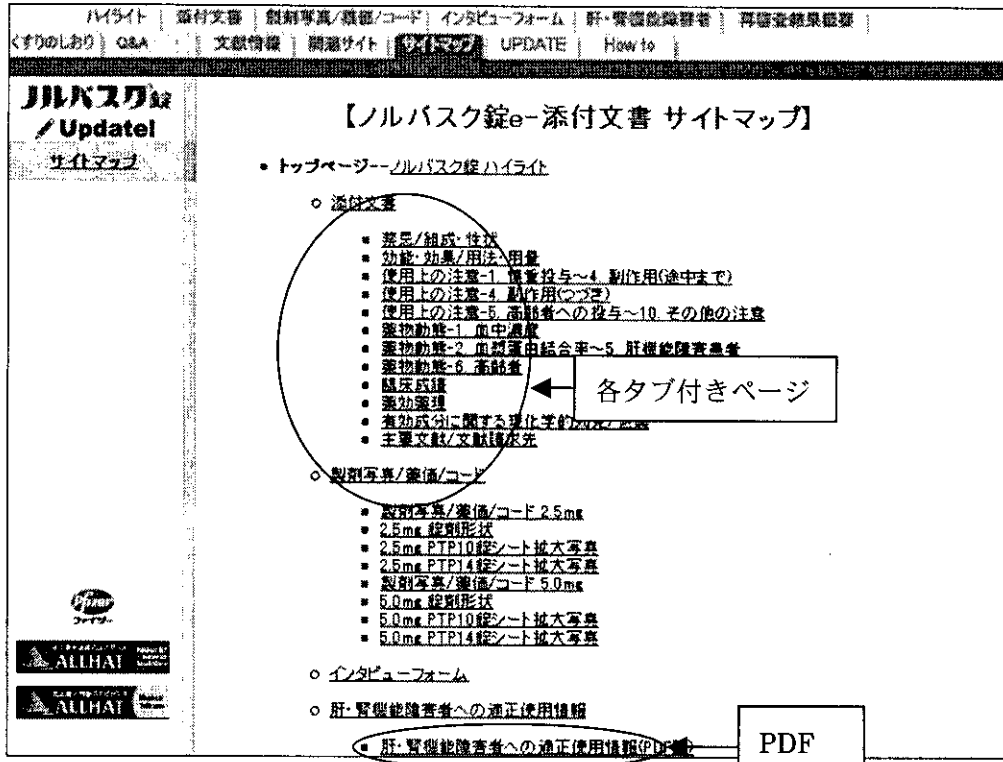 ハイライト | 添付文書 | 製剤写真/薬価/コード | インタビューフォーム | 肝・腎機能障害者 | 再審査結果概要 |
くすりのしおり | Q&A | 文献情報 | 関連サイト | サイトマップ | UPDATE | How to |
ノルバスク錠
Update!
サイトマップ
【ノルバスク錠e-添付文書 サイトマップ】
トップページ--ノルバスク錠 ハイライト
添付文書
禁忌/組成・性状
効能・効果/用法・用量
使用上の注意-1. 慎重投与～4. 副作用(途中まで)
使用上の注意-4. 副作用(つづき)
使用上の注意-5. 高齢者への投与～10. その他の注意
薬物動態-1. 血中濃度
薬物動態-2. 血漿蛋白結合率～5. 肝機能障害患者
薬物動態-6. 高齢者
臨床成績
薬効薬理
有効成分に関する理化学的
主要文献/文献請求先
各タブ付きページ
製剤写真/薬価/コード
製剤写真/薬価/コード 2.5mg
2.5mg 錠剤形状
2.5mg PTP10錠シート拡大写真
2.5mg PTP14錠シート拡大写真
製剤写真/薬価/コード 5.0mg
5.0mg 錠剤形状
5.0mg PTP10錠シート拡大写真
5.0mg PTP14錠シート拡大写真
インタビューフォーム
肝・腎機能障害者への適正使用情報
肝・腎機能障害者への適正使用情報(PDF
PDF
Pfizer
ファイザー
ALLHAT
ALLHAT